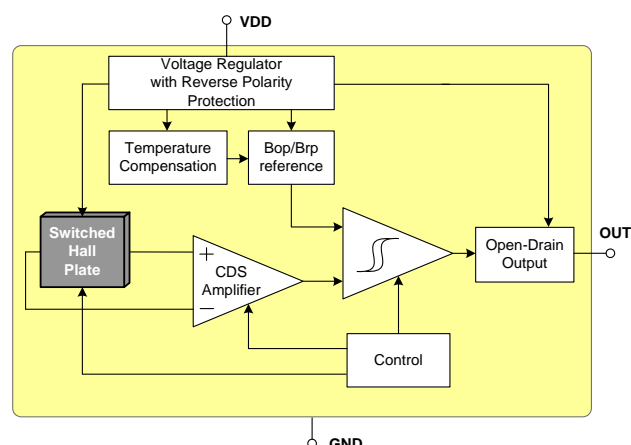 VDD
Voltage Regulator
with Reverse Polarity
Protection
Temperature
Compensation
Bop/Brp
reference
Switched
Hall
Plate
+
CDS
Amplifier
−
Open-Drain
Output
OUT
Control
GND